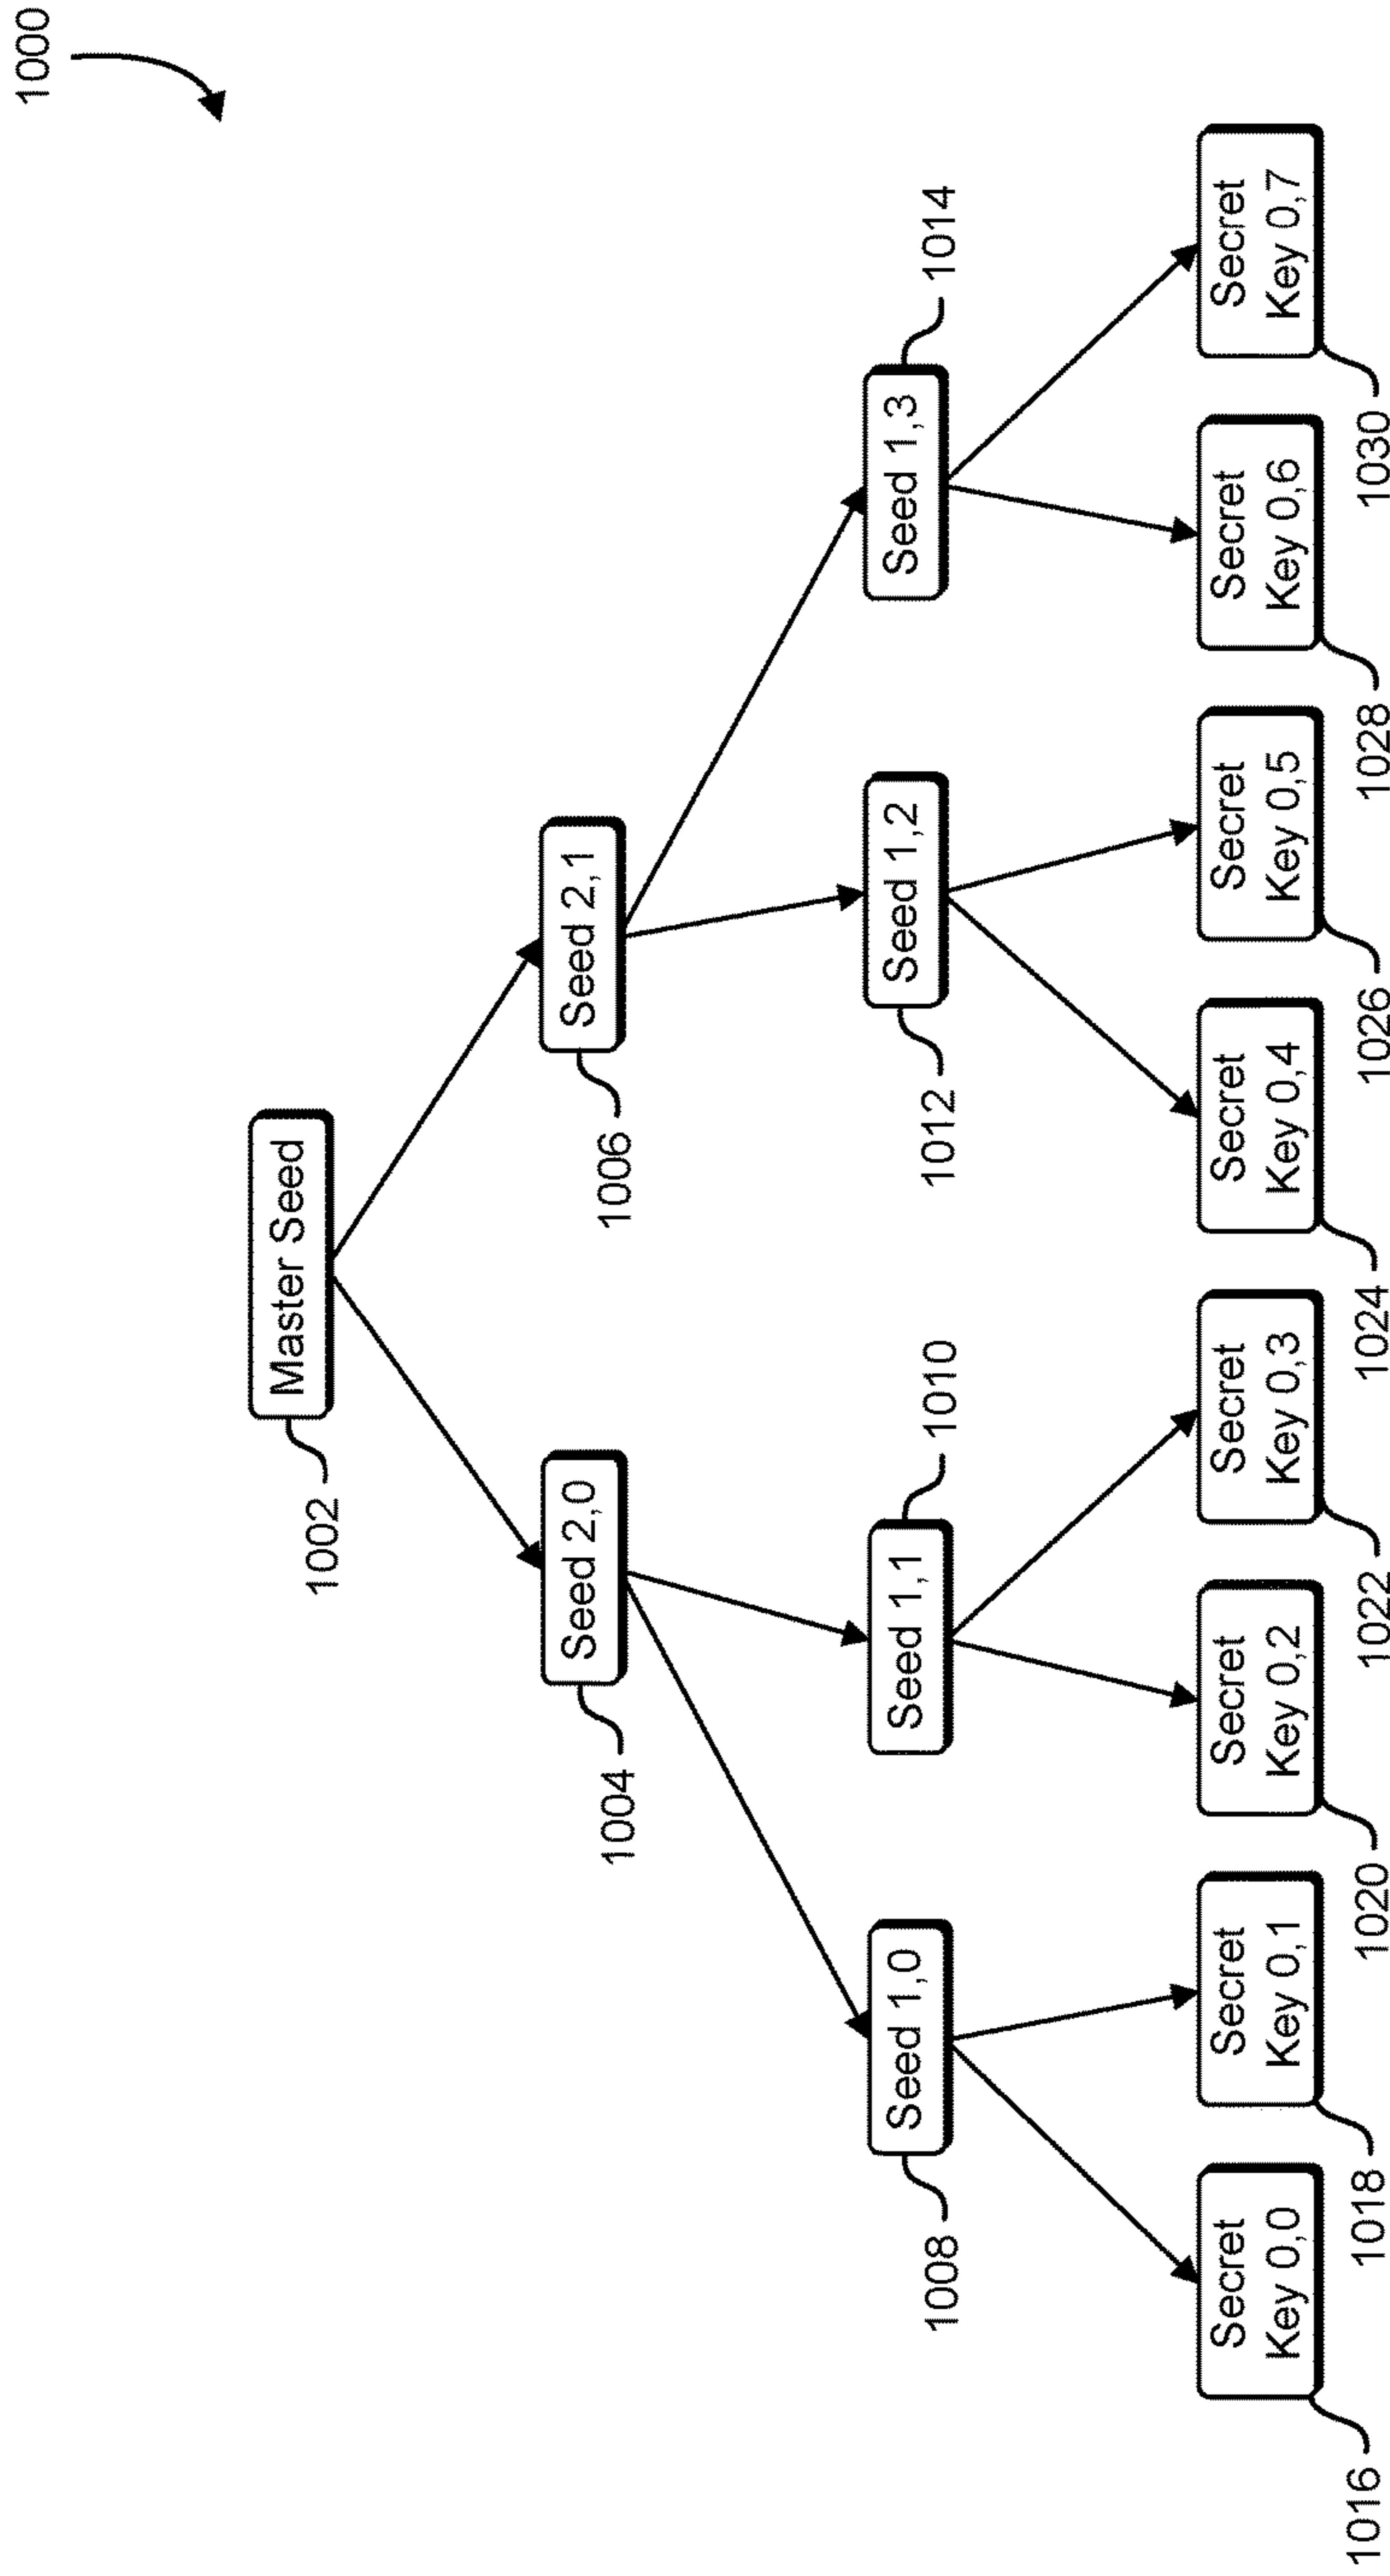 1000
Master Seed
1002
Seed 2,0
Seed 2,1
1004
1006
Seed 1,0
Seed 1,1
Seed 1,2
Seed 1,3
1008
1010
1012
1014
Secret
Key 0,0
Secret
Key 0,1
Secret
Key 0,2
Secret
Key 0,3
Secret
Key 0,4
Secret
Key 0,5
Secret
Key 0,6
Secret
Key 0,7
1016
1018
1020
1022
1024
1026
1028
1030